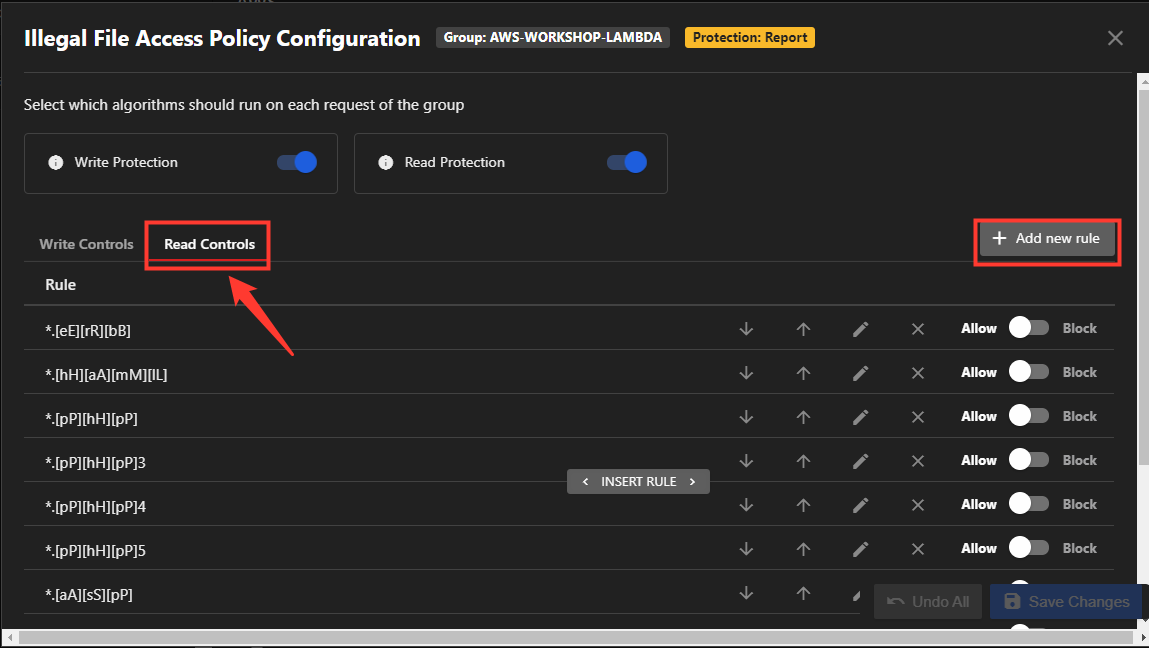 Illegal File Access Policy Configuration Group: AWS-WORKSHOP-LAMBDA Protection: Report
Select which algorithms should run on each request of the group
Write Protection Read Protection
Write Controls Read Controls + Add new rule
Rule
*.[eE][rR][bB] Allow Block
*.[hH][aA][mM][lL] Allow Block
*.[pP][hH][pP] Allow Block
*.[pP][hH][pP]3 Allow Block
< INSERT RULE >
*.[pP][hH][pP]4 Allow Block
*.[pP][hH][pP]5 Allow Block
*.[aA][sS][pP]
Undo All Save Changes